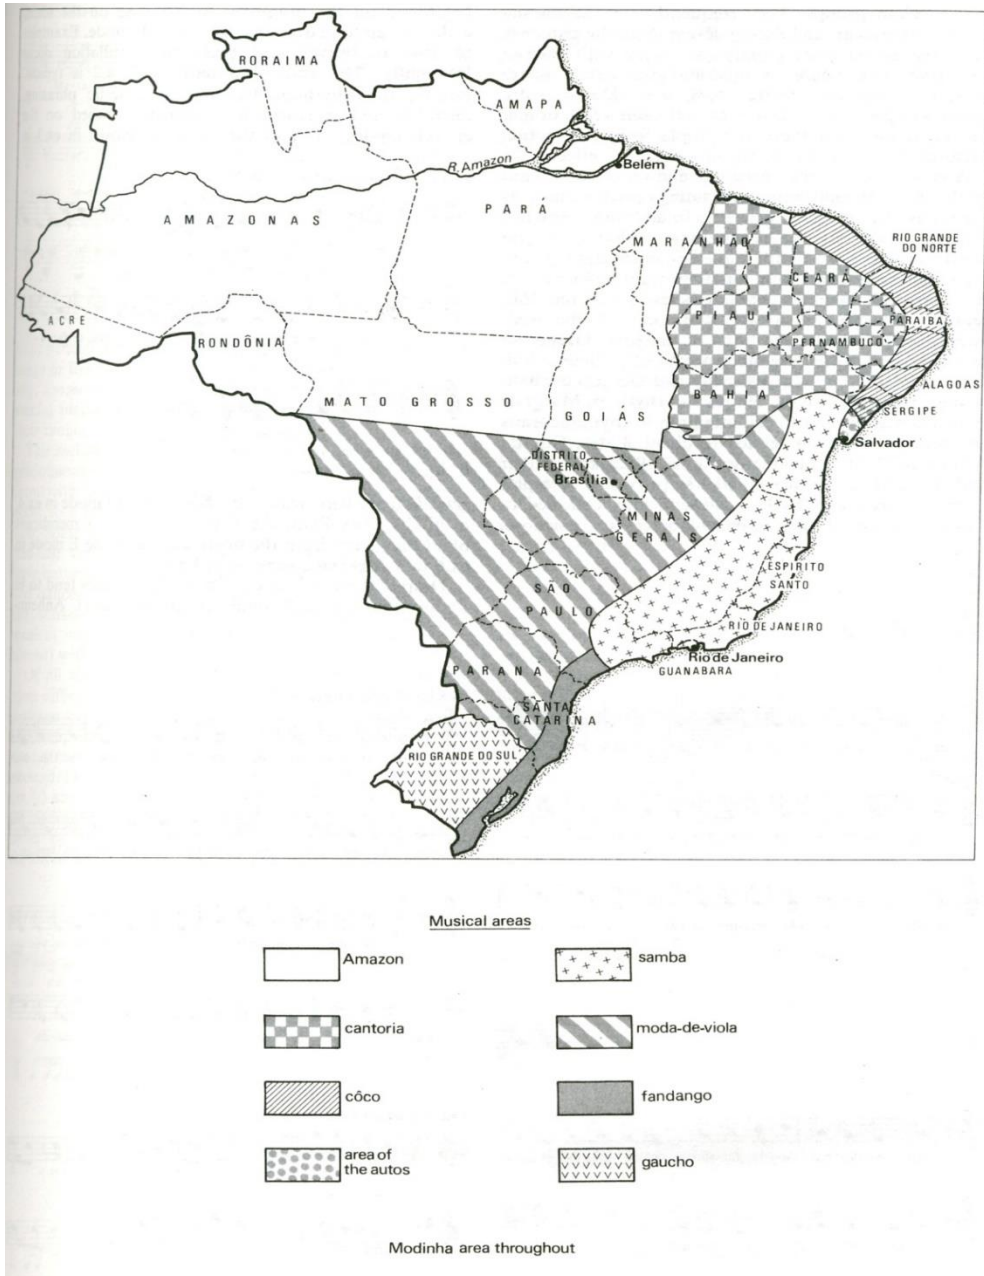 RORAIMA
AMAPA
R. Amazon
Belém
AMAZONAS
PARÁ
MARANHÃO
RIO GRANDE
DO NORTE
CEARÁ
ACRE
PIAUI
PARAIBA
RONDÔNIA
PERNAMBUCO
ALAGOAS
MATO GROSSO
GOIAS
BAHIA
SERGIPE
Salvador
DISTRITO
FEDERAL
Brasília
MINAS
GERAIS
ESPIRITO
SANTO
SÃO
PAULO
RIO DE JANEIRO
Rio de Janeiro
GUANABARA
PARANÁ
SANTA
CATARINA
RIO GRANDE DO SUL
Musical areas
Amazon
samba
cantoria
moda-de-viola
côco
fandango
area of
the autos
gaucho
Modinha area throughout